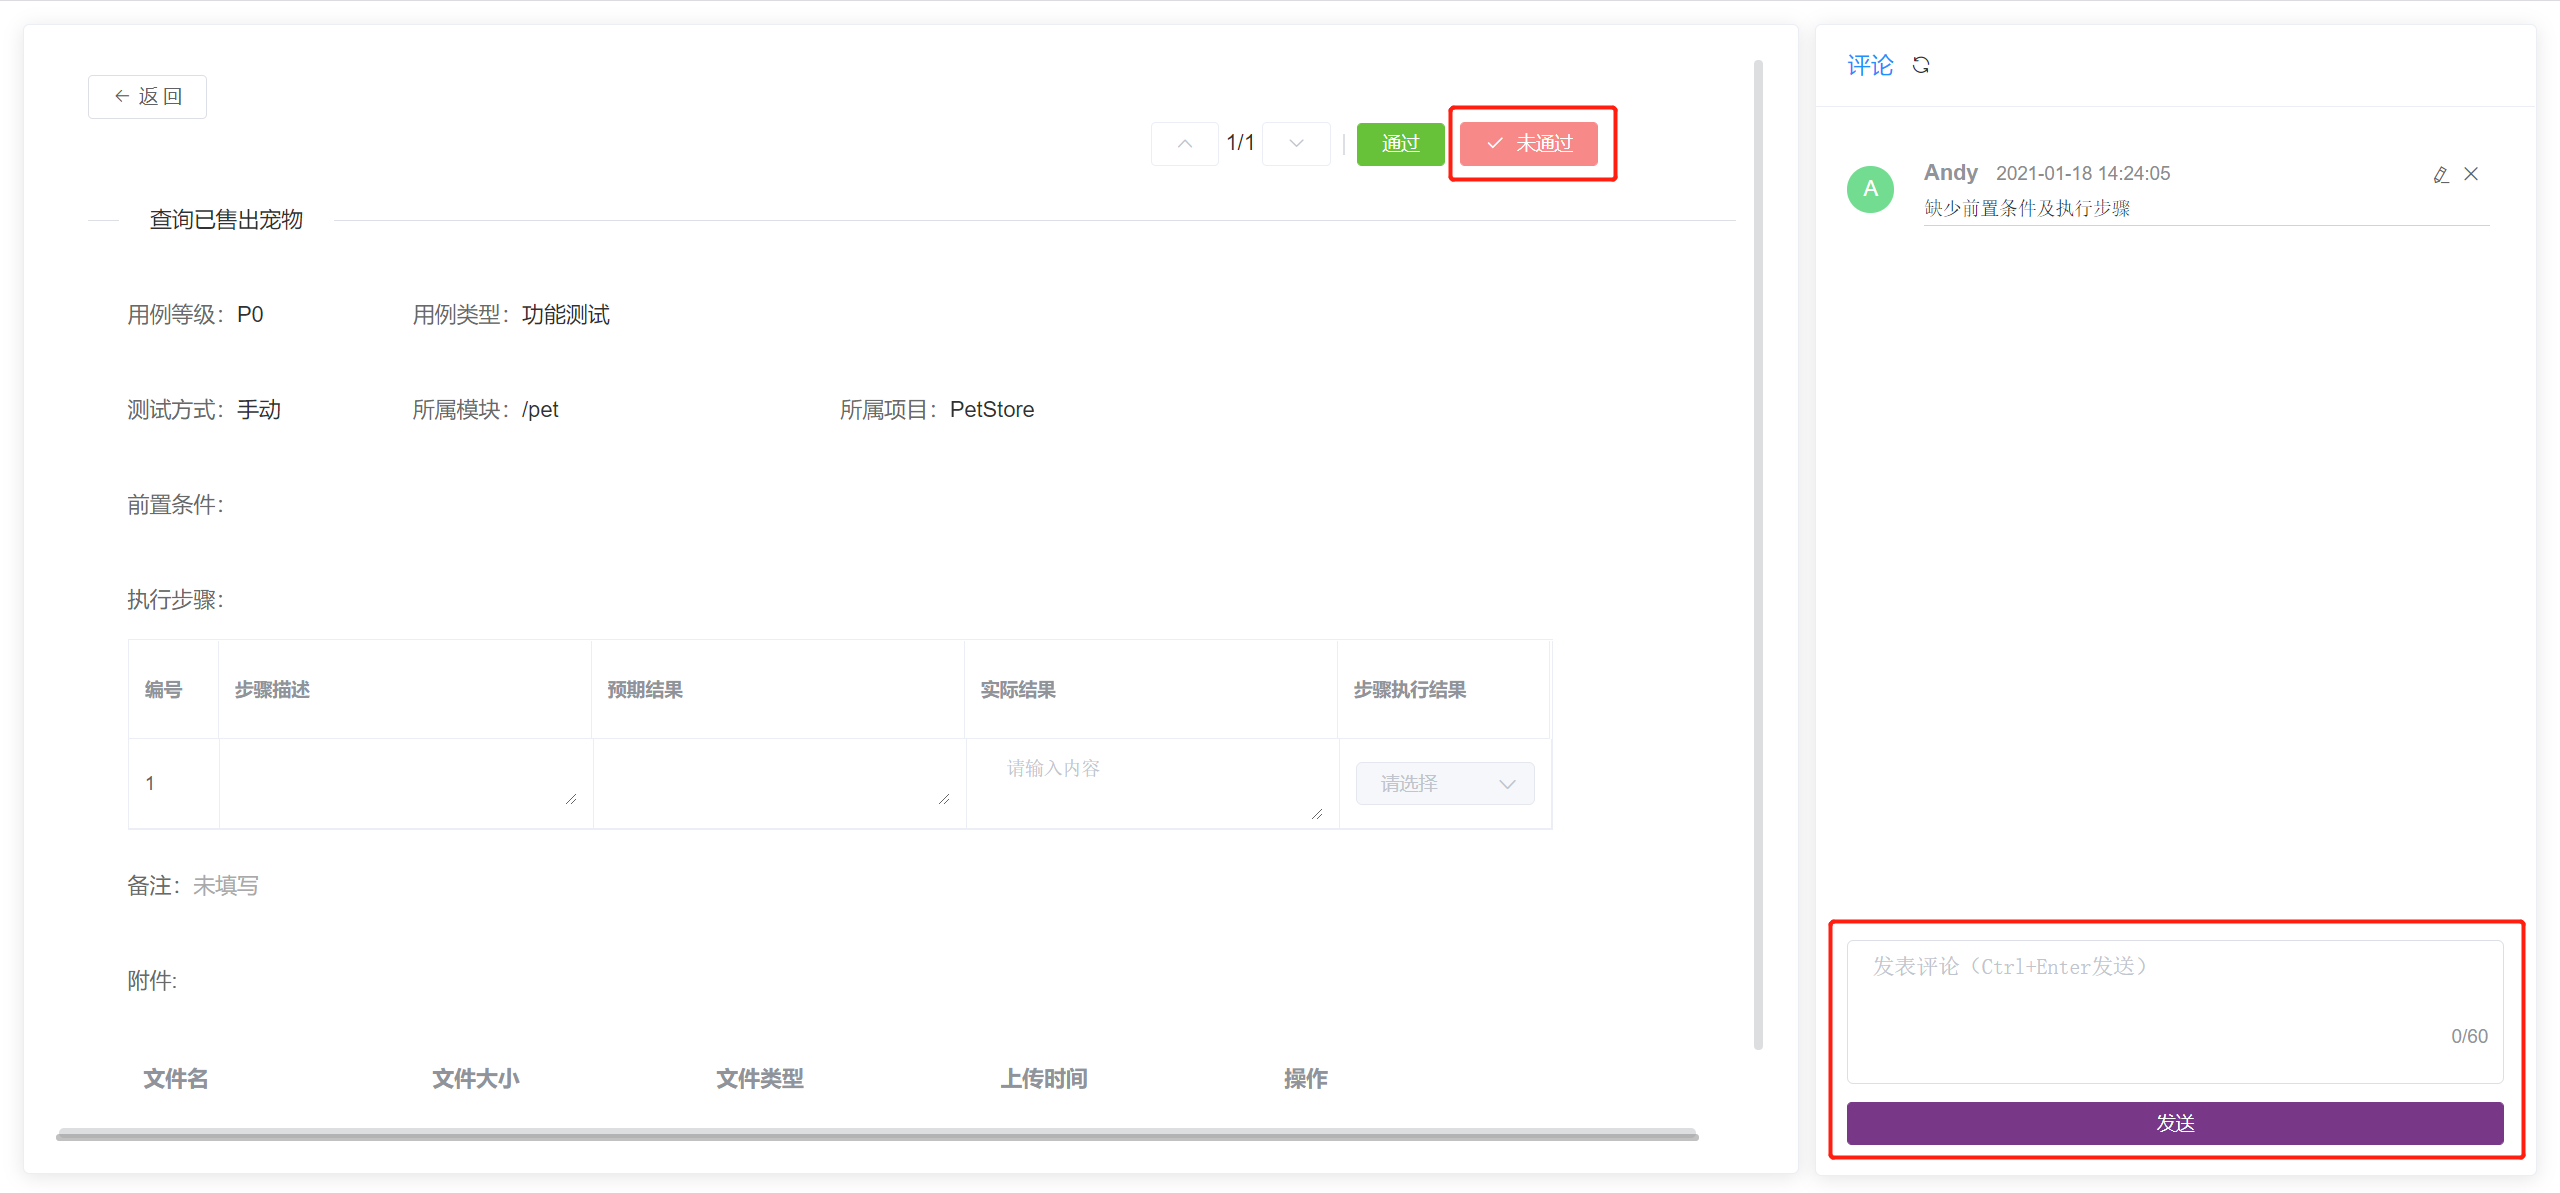 返 回
1/1
通过
未通过
查询已售出宠物
用例等级： P0 用例类型： 功能测试
测试方式： 手动 所属模块： /pet 所属项目： PetStore
前置条件：
执行步骤：
编号 步骤描述 预期结果 实际结果 步骤执行结果
1 请输入内容 请选择
备注： 未填写
附件:
文件名 文件大小 文件类型 上传时间 操作
评论
A
Andy 2021-01-18 14:24:05
缺少前置条件及执行步骤
发表评论（Ctrl+Enter发送）
0/60
发送